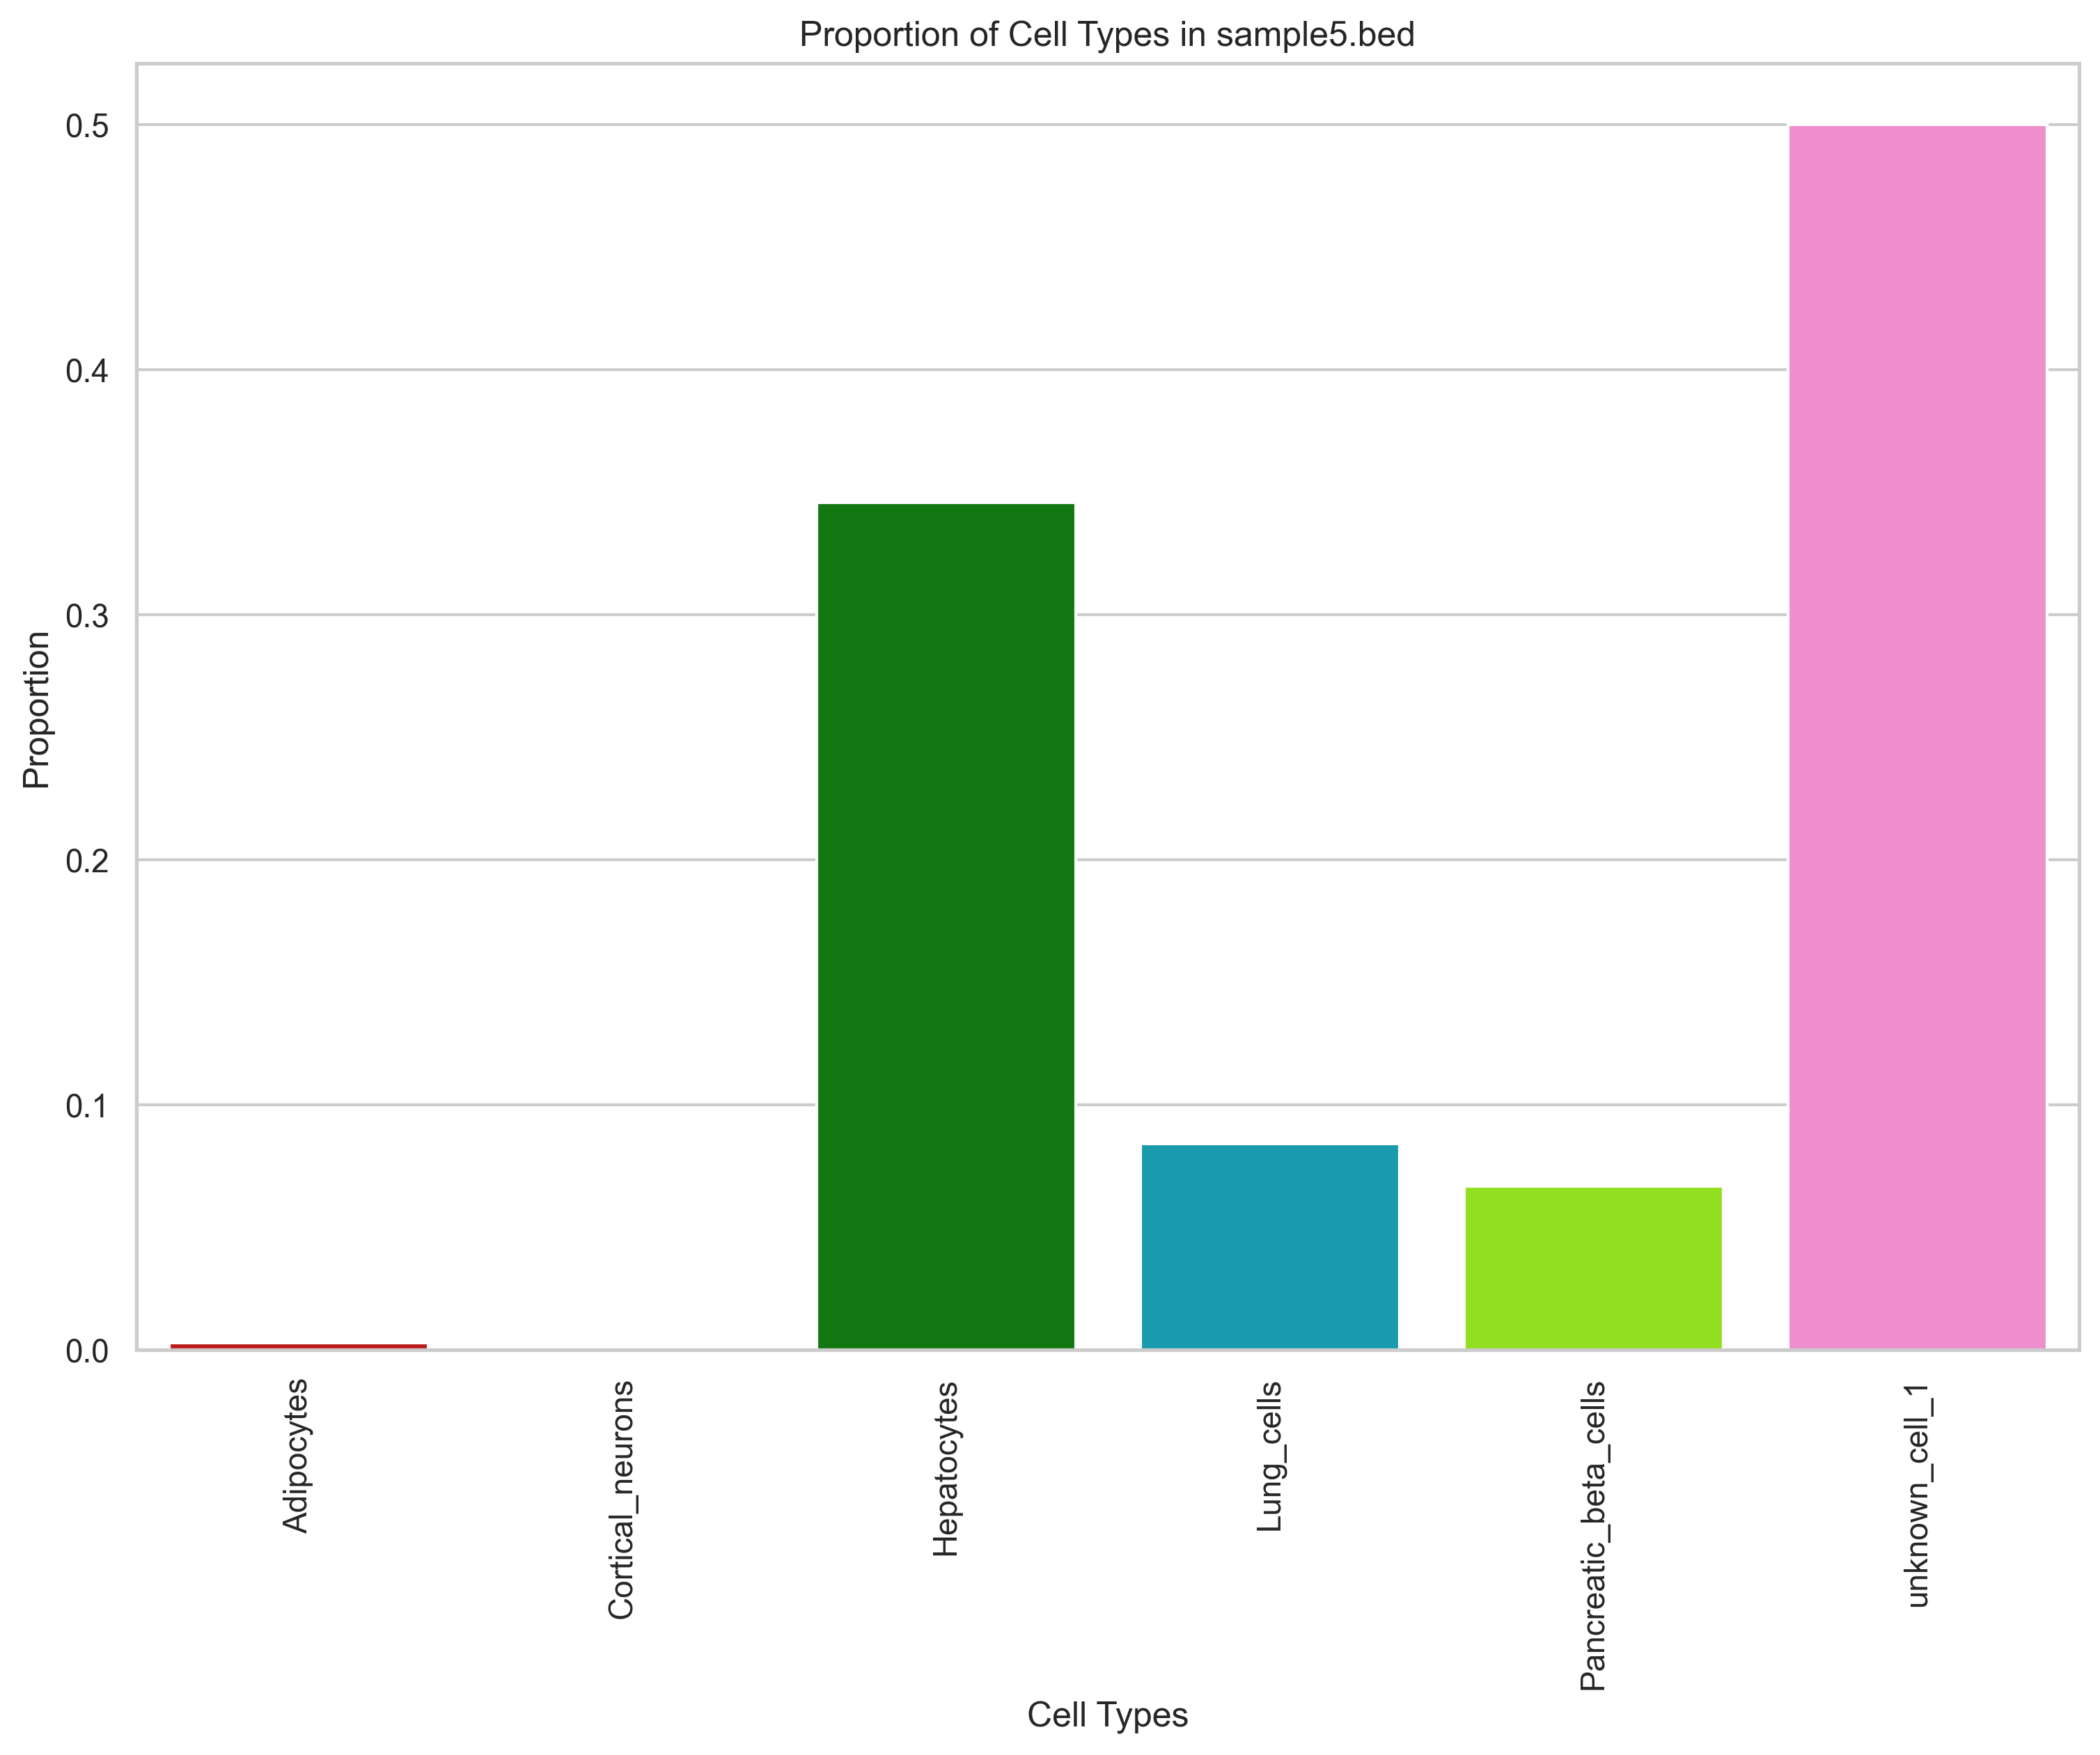 Proportion of Cell Types in sample5.bed
Proportion
0.5
0.4
0.3
0.2
0.1
0.0
Adipocytes
Cortical_neurons
Hepatocytes
Lung_cells
Pancreatic_beta_cells
unknown_cell_1
Cell Types